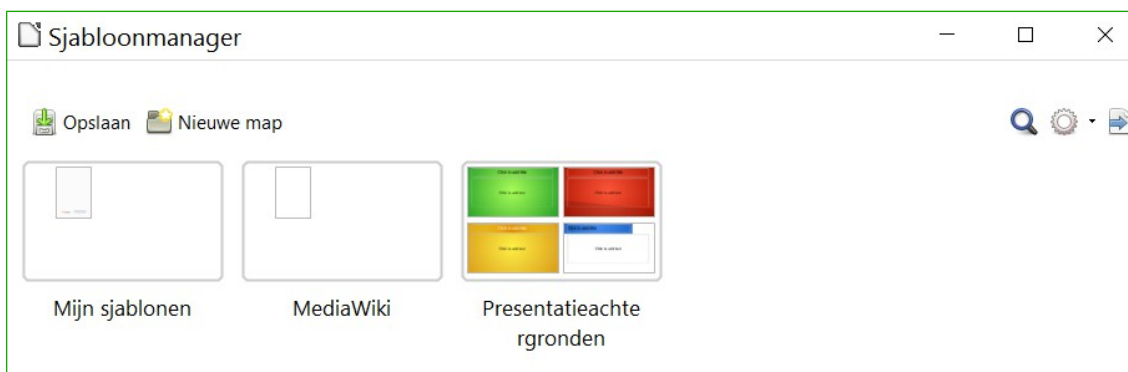 Sjabloonmanager
Opslaan Nieuwe map
Mijn sjablonen MediaWiki Presentatieachte
rgronden